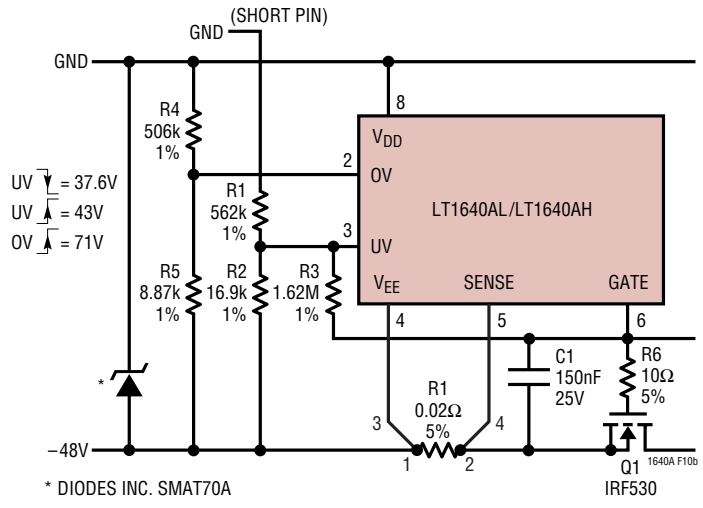 (SHORT PIN)
GND
GND
R4
506k
1%
8
VDD
2
OV
UV = 37.6V
UV = 43V
OV = 71V
R1
562k
1%
LT1640AL/LT1640AH
3
UV
R5
8.87k
1%
R2
16.9k
1%
R3
1.62M
1%
VEE
SENSE
GATE
4
5
6
*
C1
150nF
25V
R6
10Ω
5%
R1
0.02Ω
5%
3
4
–48V
1
2
Q1
IRF530
1640A F10b
* DIODES INC. SMAT70A